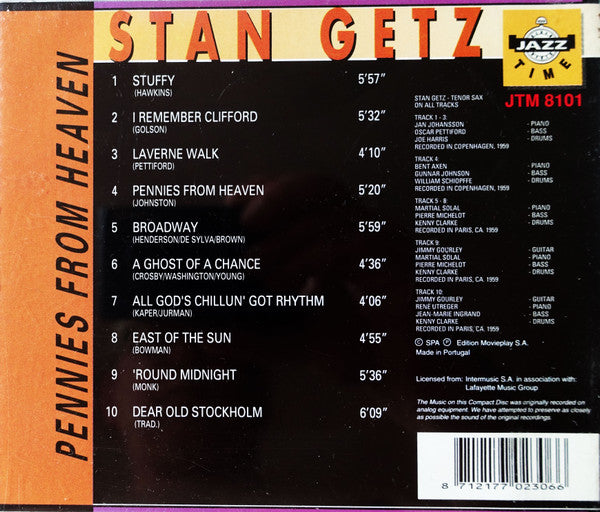 STAN GETZ
JAZZ
TIME
JTM 8101
PENNIES FROM HEAVEN
1 STUFFY 5'57"
(HAWKINS)
2 I REMEMBER CLIFFORD 5'32"
(GOLSON)
3 LAVERNE WALK 4'10"
(PETTIFORD)
4 PENNIES FROM HEAVEN 5'20"
(JOHNSTON)
5 BROADWAY 5'59"
(HENDERSON/DE SYLVA/BROWN)
6 A GHOST OF A CHANCE 4'36"
(CROSBY/WASHINGTON/YOUNG)
7 ALL GOD'S CHILLUN' GOT RHYTHM 4'06"
(KAPER/JURMAN)
8 EAST OF THE SUN 4'55"
(BOWMAN)
9 'ROUND MIDNIGHT 5'36"
(MONK)
10 DEAR OLD STOCKHOLM 6'09"
(TRAD.)
STAN GETZ - TENOR SAX
ON ALL TRACKS
TRACK 1 - 3:
JAN JOHANSSON - PIANO
OSCAR PETTIFORD - BASS
JOE HARRIS - DRUMS
RECORDED IN COPENHAGEN, 1959
TRACK 4:
BENT AXEN - PIANO
GUNNAR JOHNSON - BASS
WILLIAM SCHIOPFFE - DRUMS
RECORDED IN COPENHAGEN, 1959
TRACK 5 - 8:
MARTIAL SOLAL - PIANO
PIERRE MICHELOT - BASS
KENNY CLARKE - DRUMS
RECORDED IN PARIS, CA. 1959
TRACK 9:
JIMMY GOURLEY - GUITAR
MARTIAL SOLAL - PIANO
PIERRE MICHELOT - BASS
KENNY CLARKE - DRUMS
RECORDED IN PARIS, CA. 1959
TRACK 10:
JIMMY GOURLEY - GUITAR
RENE UTREGER - PIANO
JEAN-MARIE INGRAND - BASS
KENNY CLARKE - DRUMS
RECORDED IN PARIS, CA. 1959
© SPA ℗ Edition Movieplay S.A.
Made in Portugal
Licensed from: Intermusic S.A. in association with:
Lafayette Music Group
The Music on this Compact Disc was originally recorded on
analog equipment. We have attempted to preserve as closely
as possible the sound of the original recordings.
8 712177 023066